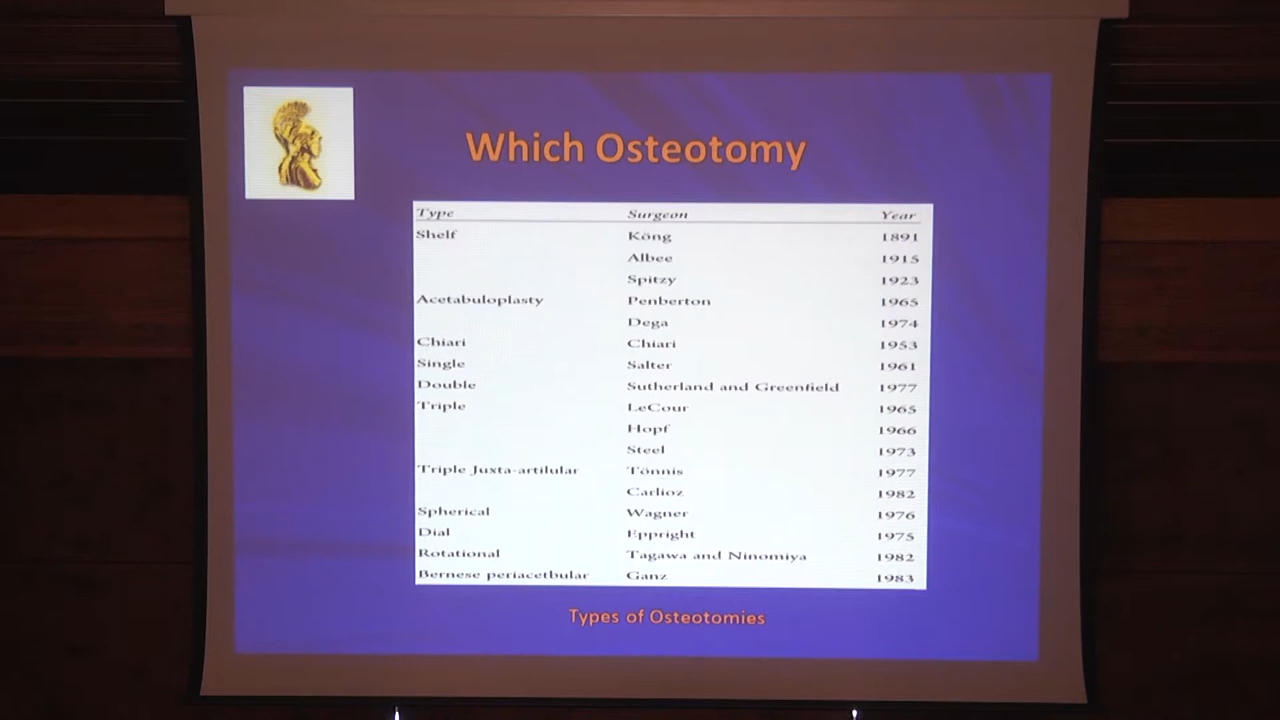 Which Osteotomy
Type Surgeon Year
Shelf Köng 1891
Albee 1915
Spitzy 1923
Acetabuloplasty Penberton 1965
Dega 1974
Chiari Chiari 1953
Single Salter 1961
Double Sutherland and Greenfield 1977
Triple LeCour 1965
Hopf 1966
Steel 1973
Triple Juxta-artilular Tönnis 1977
Carlioz 1982
Spherical Wagner 1976
Dial Eppright 1975
Rotational Tagawa and Ninomiya 1982
Bernese periacetbular Ganz 1983
Types of Osteotomies